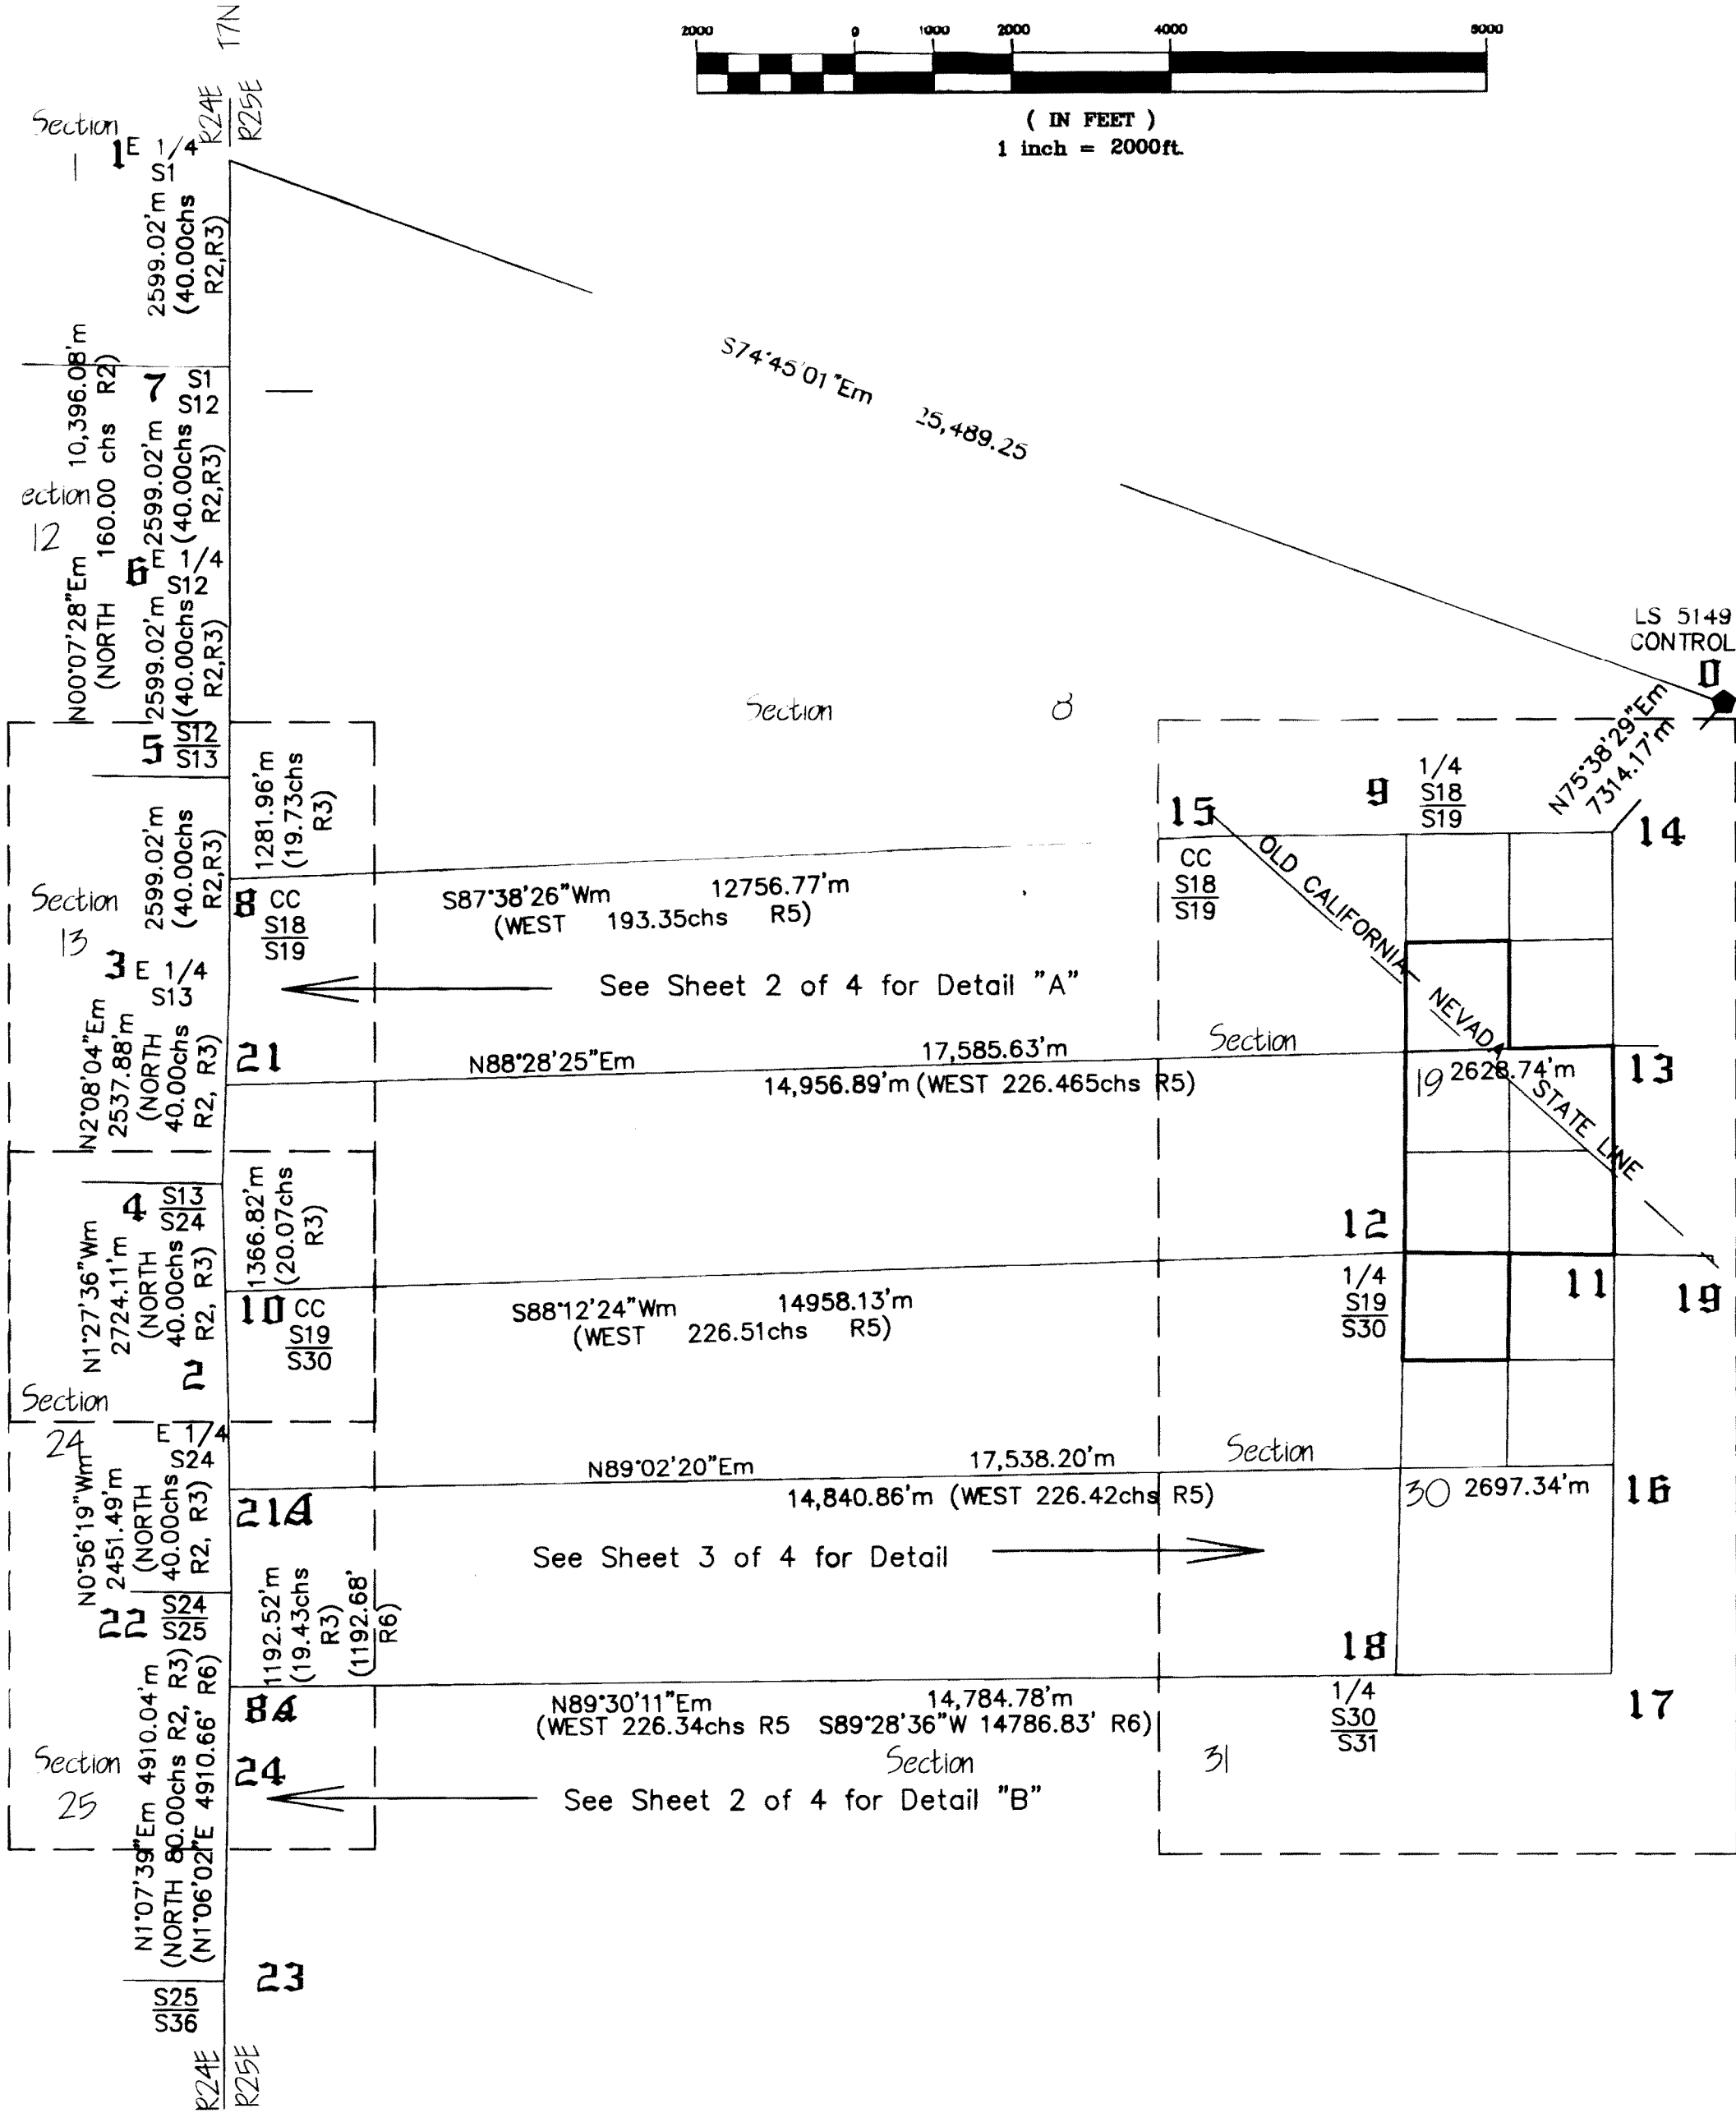 T7N
R24E
R25E
2000 0 1000 2000 4000 8000
( IN FEET )
1 inch = 2000ft.
Section
1
1
E 1/4
S1
2599.02'm
(40.00chs
R2,R3)
S74°45'01"Em 25,489.25
N00°07'28"Em 10,396.08'm
(NORTH 160.00 chs R2)
7
S1
S12
2599.02'm
(40.00chs
R2,R3)
ection
12
6
E 1/4
S12
2599.02'm
(40.00chs
R2,R3)
LS 5149
CONTROL
0
N75°38'29"Em
7314.17'm
Section 8
5
S12
S13
1281.96'm
(19.73chs
R3)
2599.02'm
(40.00chs
R2,R3)
15
9
1/4
S18
S19
14
CC
S18
S19
OLD CALIFORNIA
NEVADA
STATE LINE
8
CC
S18
S19
S87°38'26"Wm 12756.77'm
(WEST 193.35chs R5)
Section
13
3
E 1/4
S13
See Sheet 2 of 4 for Detail "A"
N2°08'04"Em
2537.88'm
(NORTH
40.00chs
R2, R3)
21
N88°28'25"Em 17,585.63'm
14,956.89'm (WEST 226.465chs R5)
Section
19
2628.74'm
13
4
S13
S24
1366.82'm
(20.07chs
R3)
N1°27'36"Wm
2724.11'm
(NORTH
40.00chs
R2, R3)
2
12
10
CC
S19
S30
S88°12'24"Wm 14958.13'm
(WEST 226.51chs R5)
1/4
S19
S30
11
19
Section
24
E 1/4
S24
N0°56'19"Wm
2451.49'm
(NORTH
40.00chs
R2, R3)
N89°02'20"Em 17,538.20'm
14,840.86'm (WEST 226.42chs R5)
Section
30
2697.34'm
16
21A
See Sheet 3 of 4 for Detail
22
S24
S25
1192.52'm
(19.43chs
R3)
(1192.68'
R6)
18
8A
N89°30'11"Em 14,784.78'm
(WEST 226.34chs R5 S89°28'36"W 14786.83' R6)
1/4
S30
S31
17
Section
25
N1°07'39"Em 4910.04'm
(NORTH 80.00chs R2, R3)
(N1°06'02"E 4910.66' R6)
24
Section
31
See Sheet 2 of 4 for Detail "B"
23
S25
S36
R24E
R25E